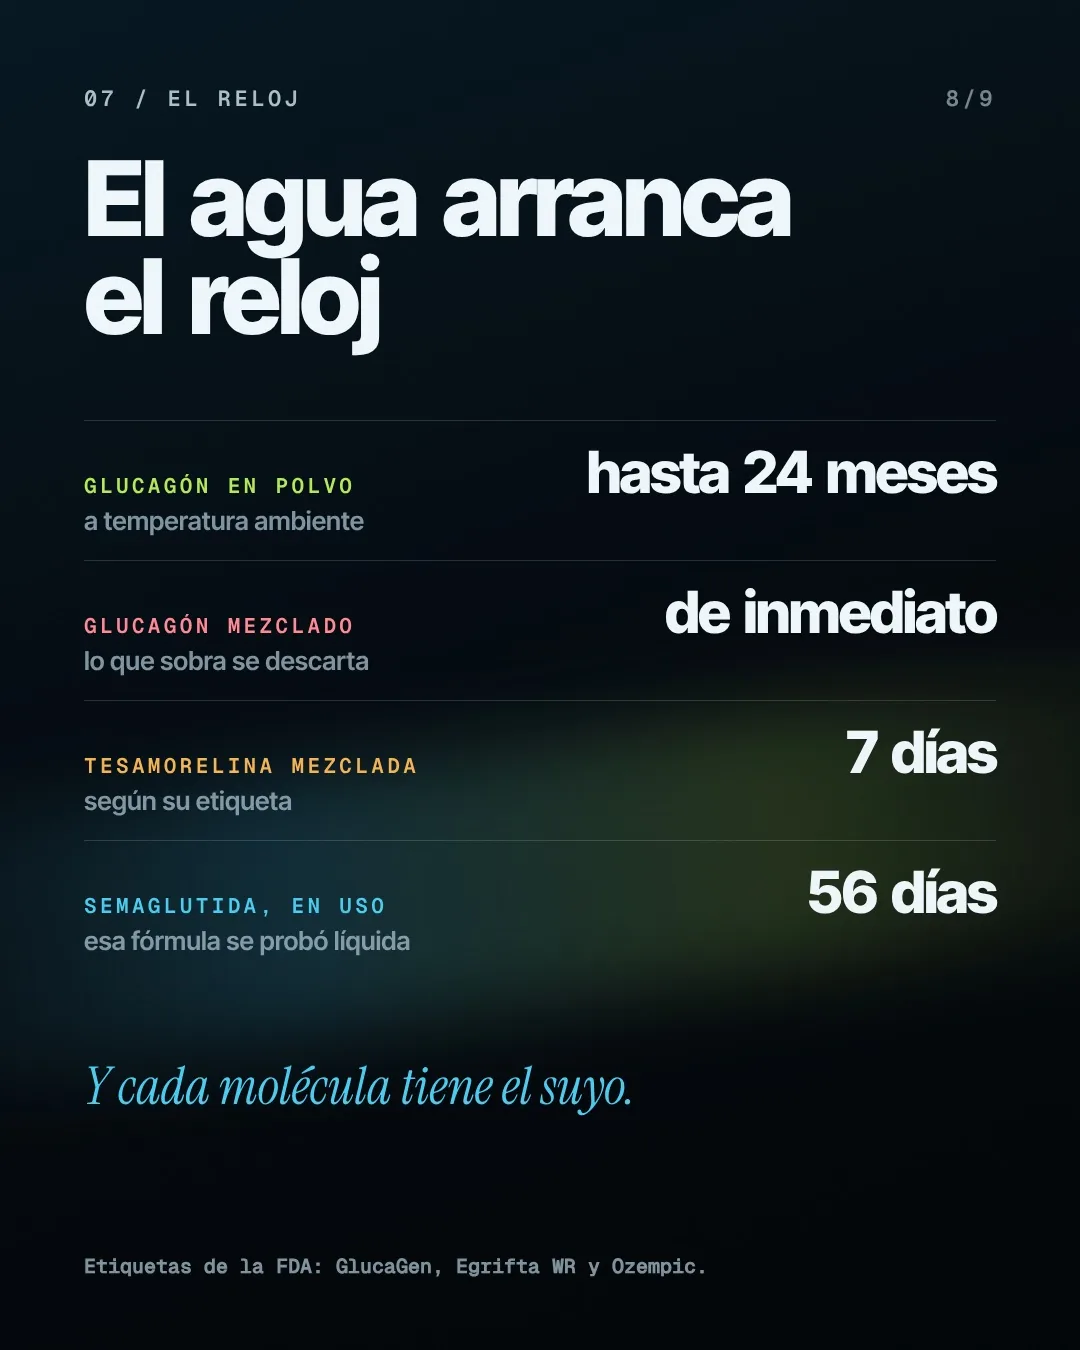 07 / EL RELOJ
8/9
El agua arranca
el reloj
GLUCAGÓN EN POLVO
hasta 24 meses
a temperatura ambiente
GLUCAGÓN MEZCLADO
de inmediato
lo que sobra se descarta
TESAMORELINA MEZCLADA
7 días
según su etiqueta
SEMAGLUTIDA, EN USO
56 días
esa fórmula se probó líquida
Y cada molécula tiene el suyo.
Etiquetas de la FDA: GlucaGen, Egrifta WR y Ozempic.